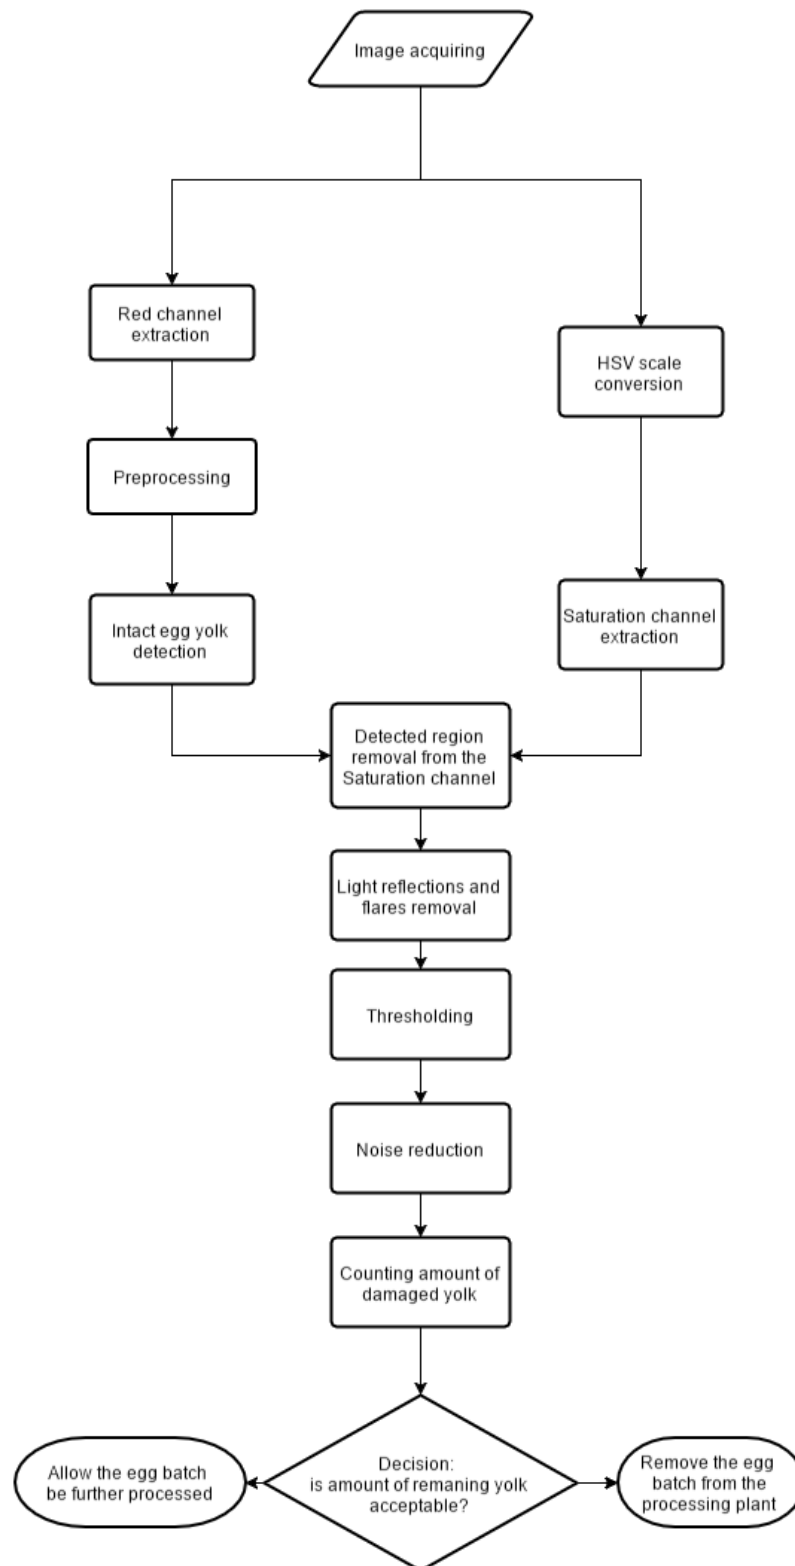 Image acquiring
Red channel
extraction
HSV scale
conversion
Preprocessing
Intact egg yolk
detection
Saturation channel
extraction
Detected region
removal from the
Saturation channel
Light reflections and
flares removal
Thresholding
Noise reduction
Counting amount of
damaged yolk
Decision:
is amount of remaning yolk
acceptable?
Allow the egg batch
be further processed
Remove the egg
batch from the
processing plant